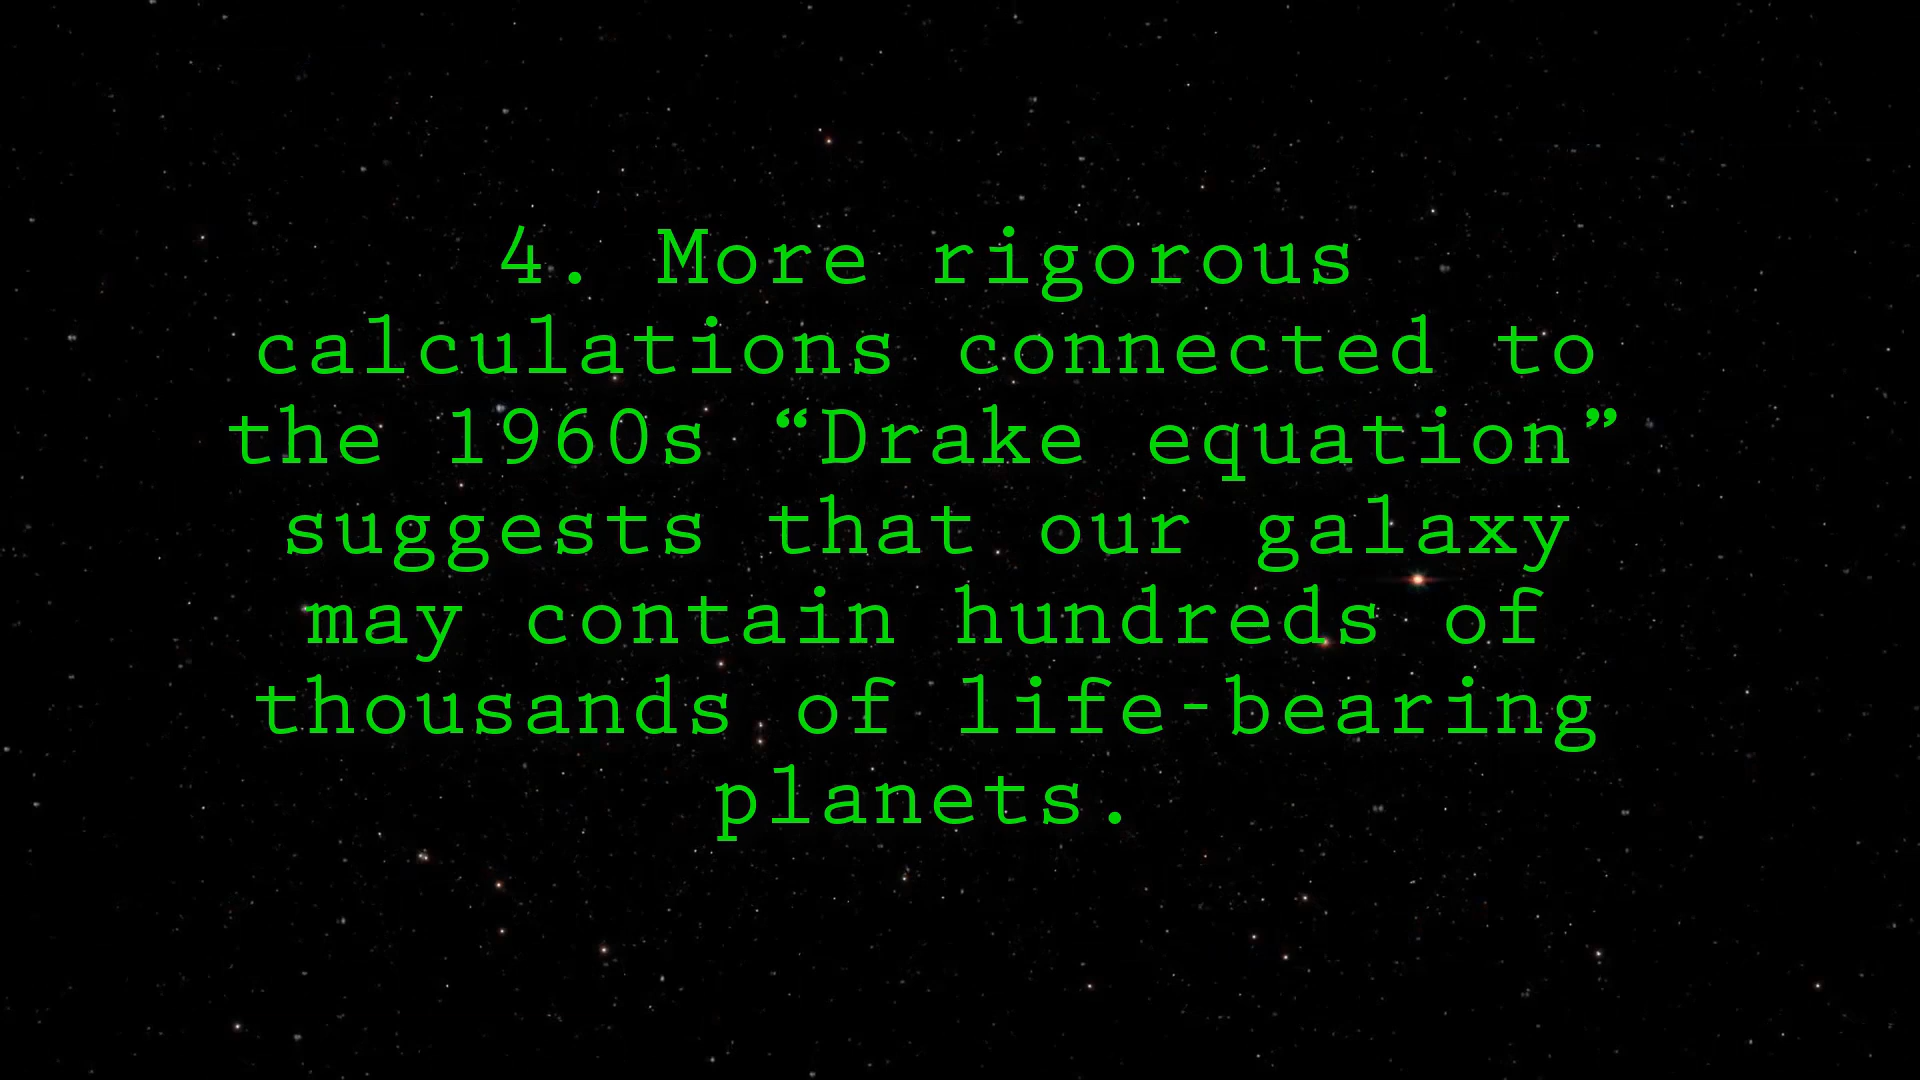 4. More rigorous
calculations connected to
the 1960s “Drake equation”
suggests that our galaxy
may contain hundreds of
thousands of life-bearing
planets.